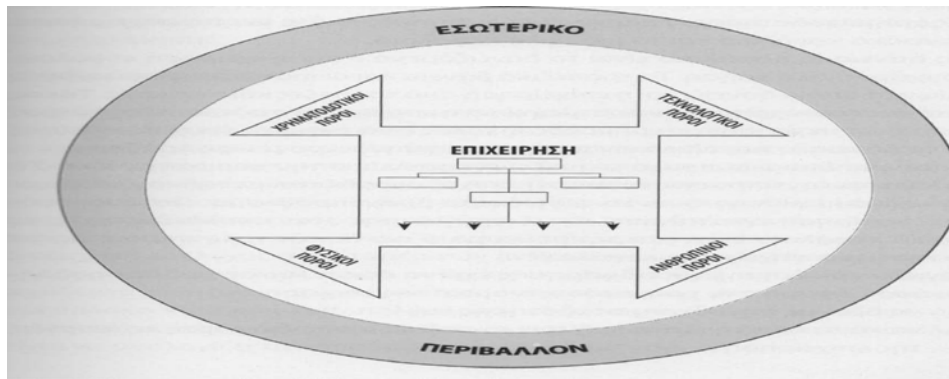 ΕΣΩΤΕΡΙΚΟ
ΧΡΗΜΑΤΟΔΟΤΙΚΟΙ
ΠΟΡΟΙ
ΤΕΧΝΟΛΟΓΙΚΟΙ
ΠΟΡΟΙ
ΕΠΙΧΕΙΡΗΣΗ
ΦΥΣΙΚΟΙ
ΠΟΡΟΙ
ΑΝΘΡΩΠΙΝΟΙ
ΠΟΡΟΙ
ΠΕΡΙΒΑΛΛΟΝ